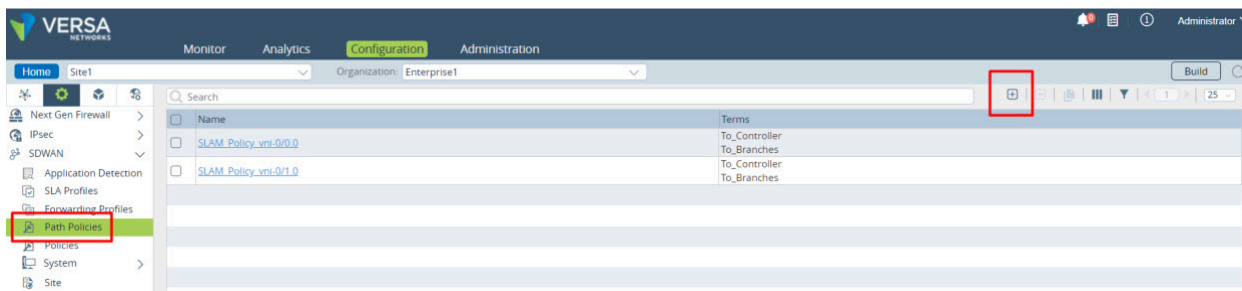 VERSA
NETWORKS
Administrator
Monitor Analytics Configuration Administration
Home Site1 Organization: Enterprise1 Build
Search 1 25
Next Gen Firewall
IPsec
SDWAN
Application Detection
SLA Profiles
Forwarding Profiles
Path Policies
Policies
System
Site
Name Terms
SLAM_Policy_vni-0/0.0 To_Controller
To_Branches
SLAM_Policy_vni-0/1.0 To_Controller
To_Branches